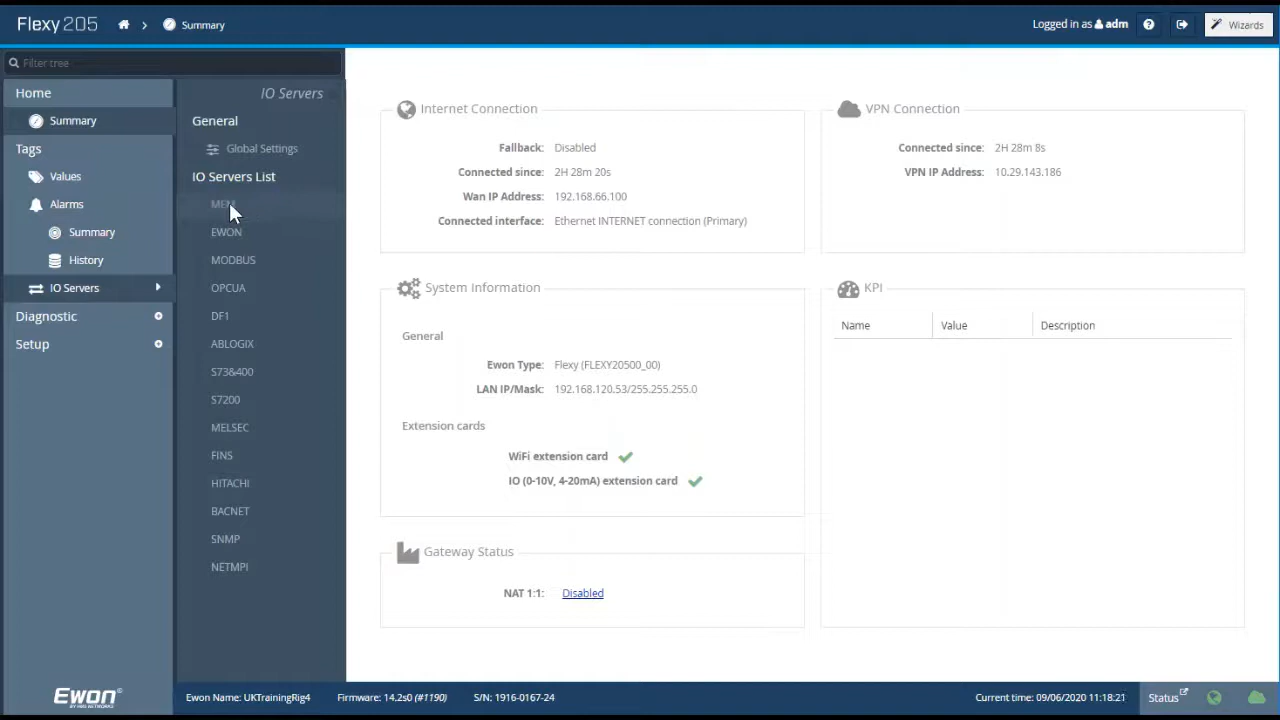 Flexy 205
Summary
Logged in as adm
Wizards
Filter tree
Home
Summary
Tags
Values
Alarms
Summary
History
IO Servers
Diagnostic
Setup
IO Servers
General
Global Settings
IO Servers List
MEM
EWON
MODBUS
OPCUA
DF1
ABLOGIX
S73&400
S7200
MELSEC
FINS
HITACHI
BACNET
SNMP
NETMPI
Internet Connection
Fallback: Disabled
Connected since: 2H 28m 20s
Wan IP Address: 192.168.66.100
Connected interface: Ethernet INTERNET connection (Primary)
VPN Connection
Connected since: 2H 28m 8s
VPN IP Address: 10.29.143.186
System Information
General
Ewon Type: Flexy (FLEXY20500_00)
LAN IP/Mask: 192.168.120.53/255.255.255.0
Extension cards
WiFi extension card
IO (0-10V, 4-20mA) extension card
KPI
Name Value Description
Gateway Status
NAT 1:1: Disabled
Ewon
BY HMS NETWORKS
Ewon Name: UKTrainingRig4
Firmware: 14.2s0 (#1190)
S/N: 1916-0167-24
Current time: 09/06/2020 11:18:21
Status